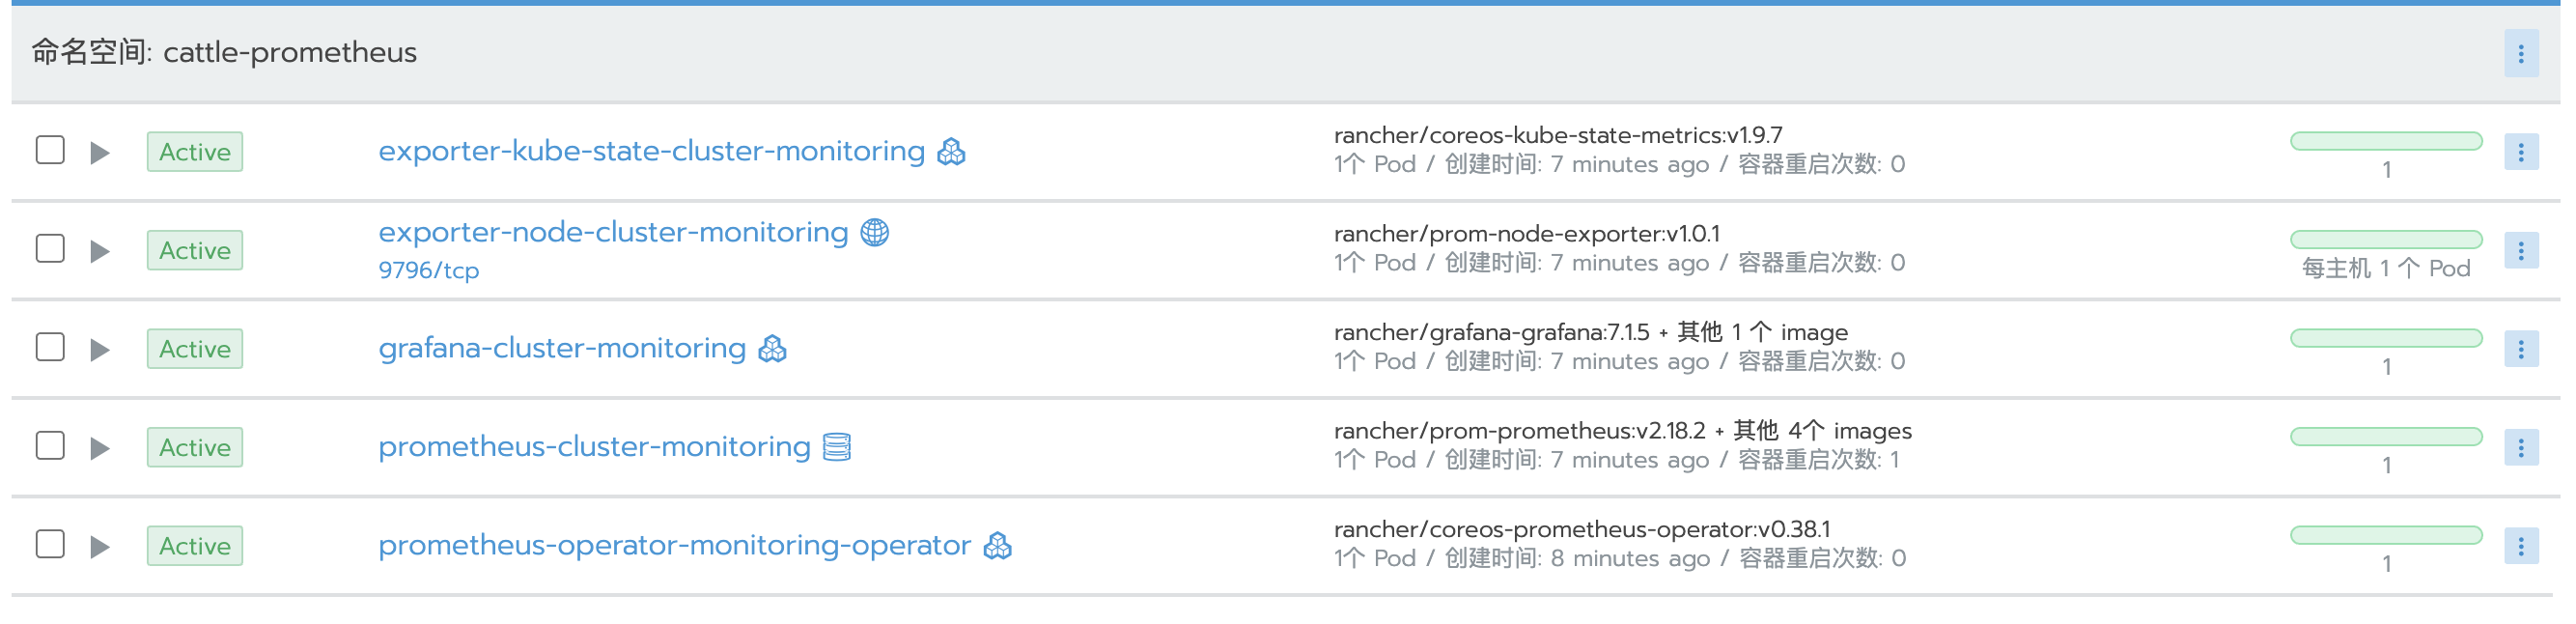 命名空间: cattle-prometheus
Active
exporter-kube-state-cluster-monitoring
rancher/coreos-kube-state-metrics:v1.9.7
1个 Pod / 创建时间: 7 minutes ago / 容器重启次数: 0
1
Active
exporter-node-cluster-monitoring
9796/tcp
rancher/prom-node-exporter:v1.0.1
1个 Pod / 创建时间: 7 minutes ago / 容器重启次数: 0
每主机 1 个 Pod
Active
grafana-cluster-monitoring
rancher/grafana-grafana:7.1.5 + 其他 1 个 image
1个 Pod / 创建时间: 7 minutes ago / 容器重启次数: 0
1
Active
prometheus-cluster-monitoring
rancher/prom-prometheus:v2.18.2 + 其他 4个 images
1个 Pod / 创建时间: 7 minutes ago / 容器重启次数: 1
1
Active
prometheus-operator-monitoring-operator
rancher/coreos-prometheus-operator:v0.38.1
1个 Pod / 创建时间: 8 minutes ago / 容器重启次数: 0
1